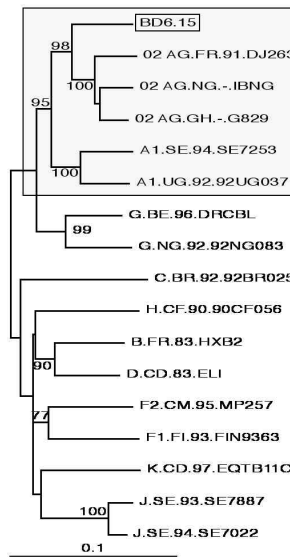 BD6.15
98
02 AG.FR.91.DJ263
02 AG.NG.-.IBNG
100
02 AG.GH.-.G829
95
A1.SE.94.SE7253
100
A1.UG.92.92UG037
G.BE.96.DRCBL
99
G.NG.92.92NG083
C.BR.92.92BR025
H.CF.90.90CF056
B.FR.83.HXB2
90
D.CD.83.ELI
F2.CM.95.MP257
77
F1.FI.93.FIN9363
K.CD.97.EQTB11C
J.SE.93.SE7887
100
J.SE.94.SE7022
0.1